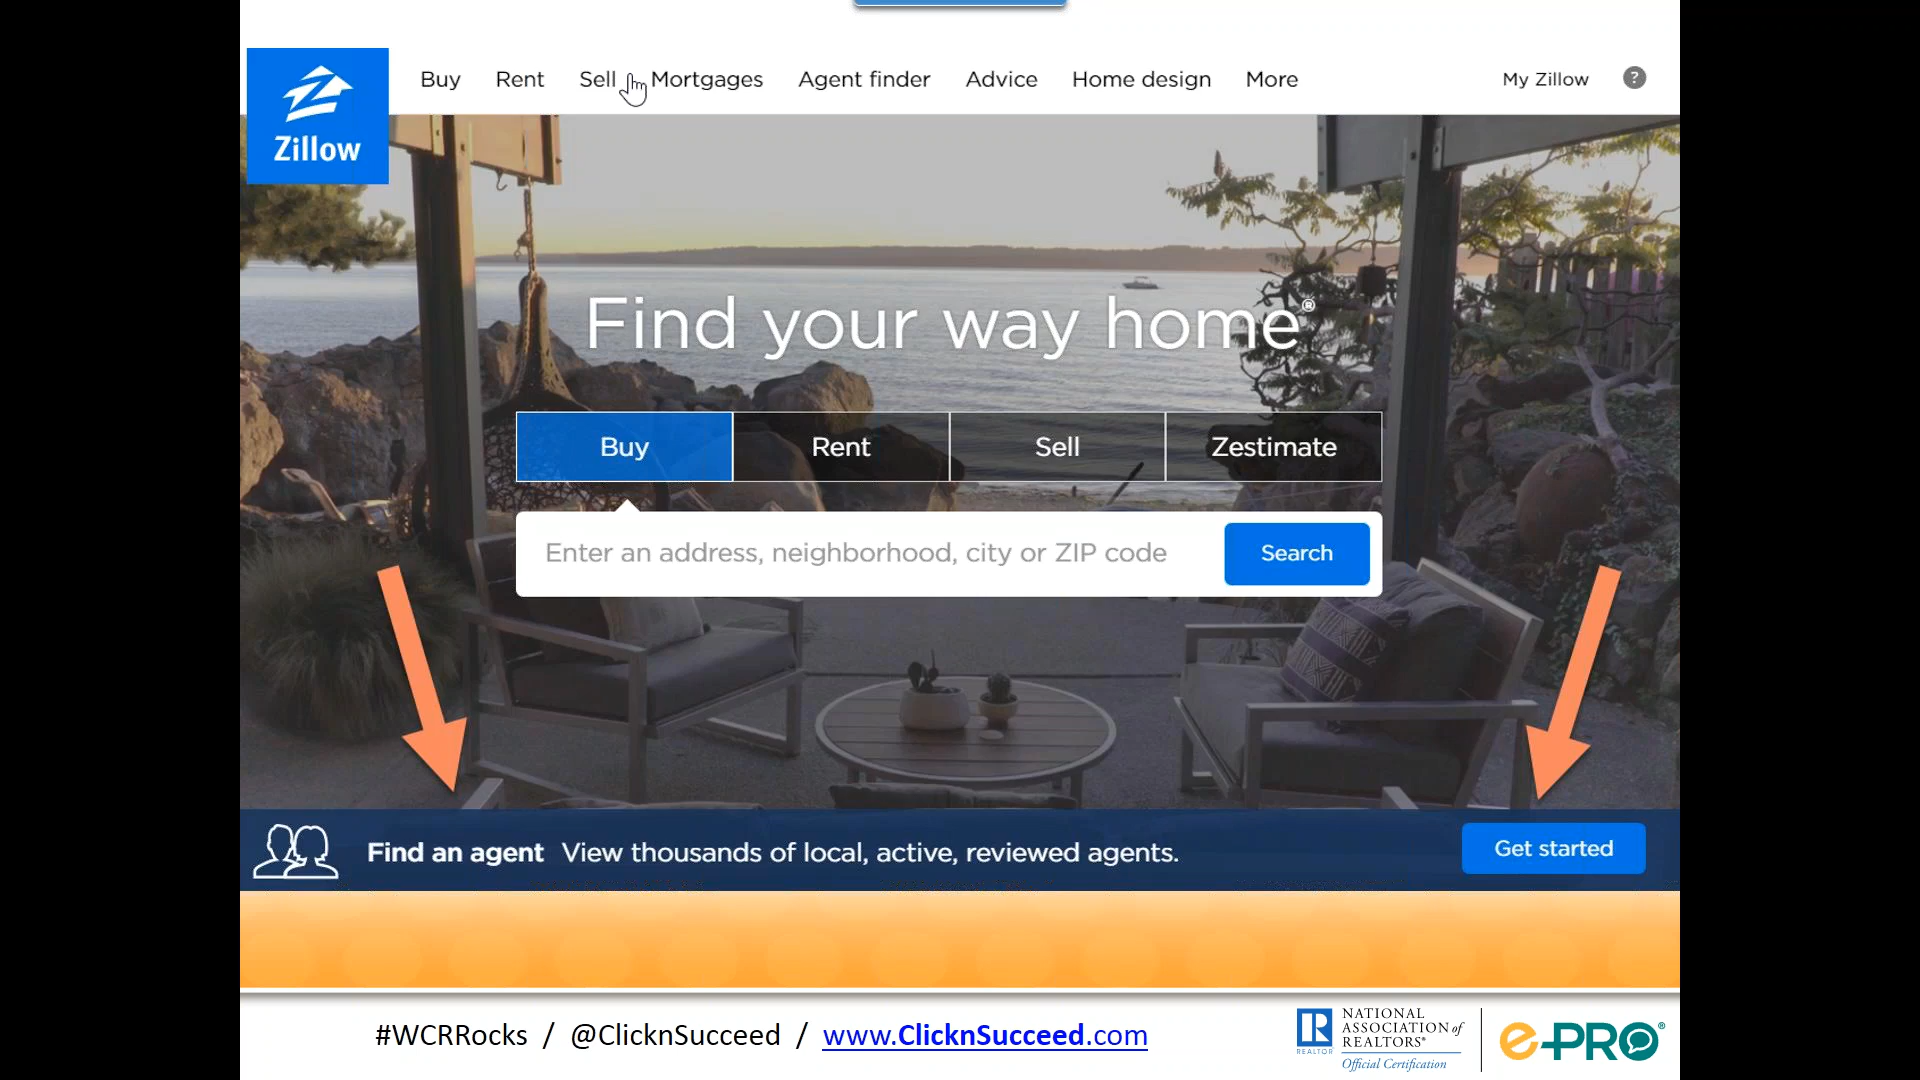 Buy Rent Sell Mortgages Agent finder Advice Home design More My Zillow ?
Zillow
Find your way home®
Buy Rent Sell Zestimate
Enter an address, neighborhood, city or ZIP code Search
Find an agent View thousands of local, active, reviewed agents. Get started
#WCRRocks / @ClicknSucceed / www.ClicknSucceed.com
R
REALTOR
NATIONAL
ASSOCIATION of
REALTORS®
Official Certification
e-PRO®